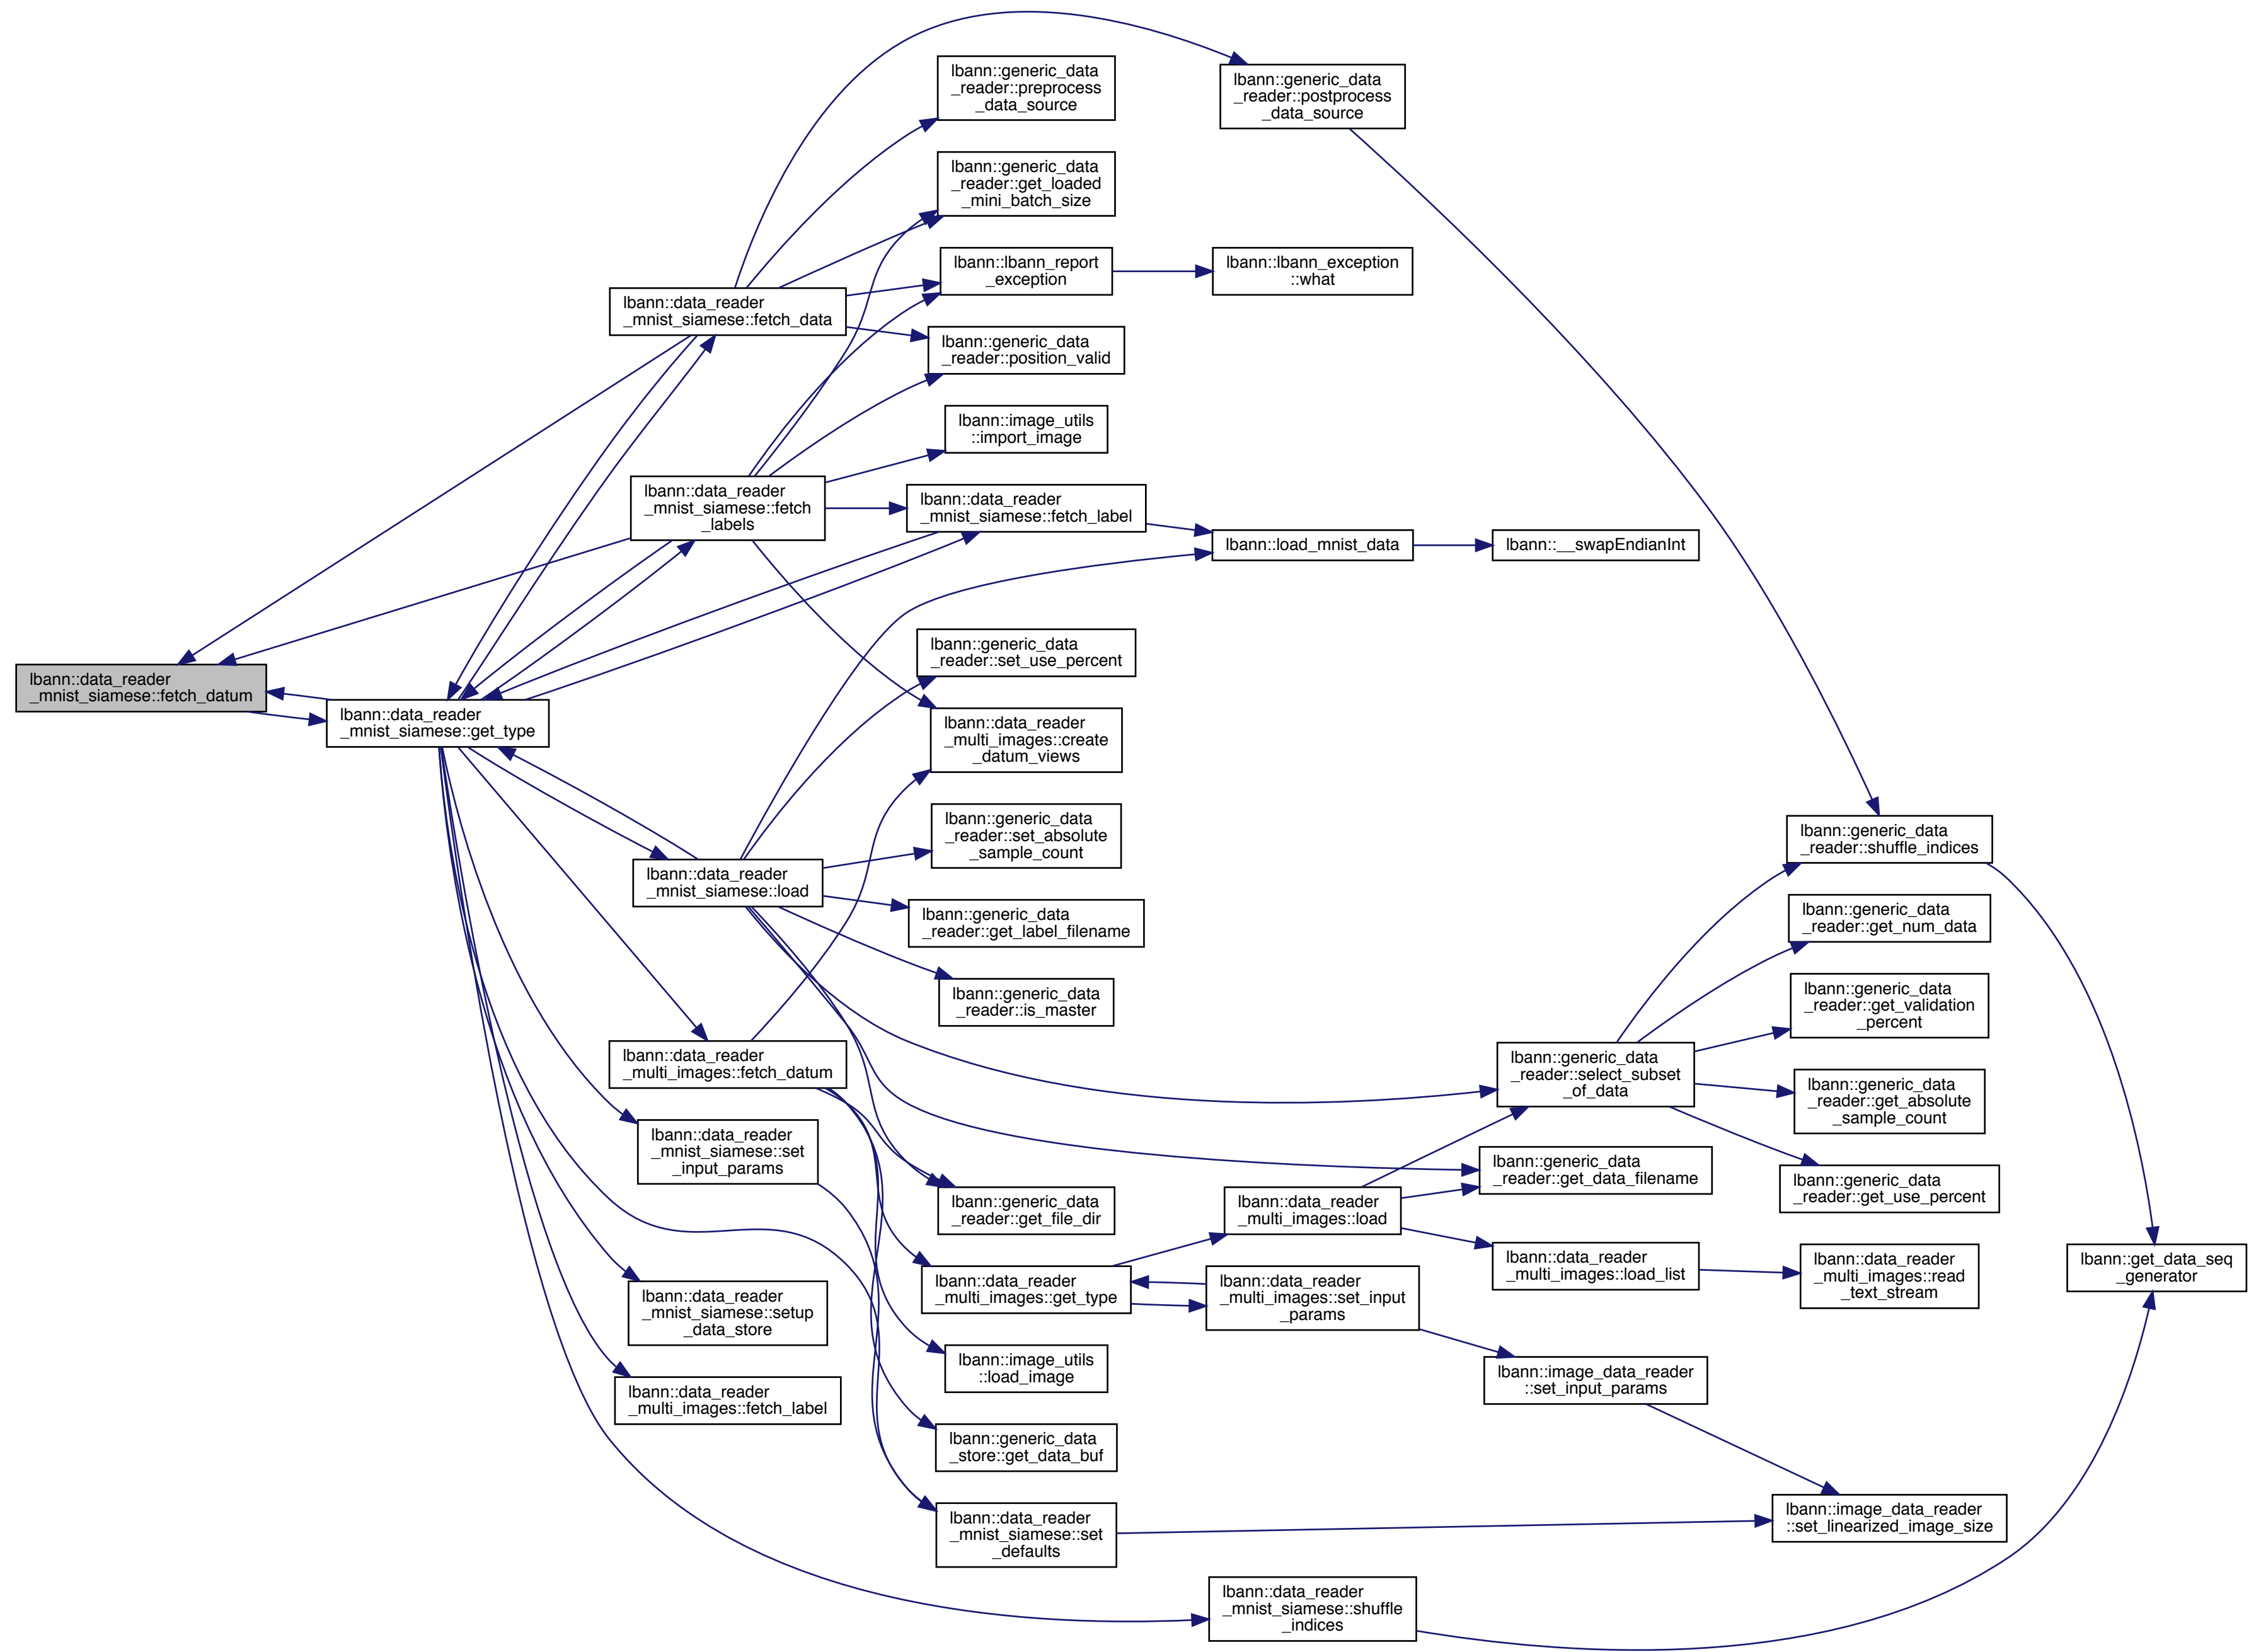 lbann::generic_data
_reader::preprocess
_data_source
lbann::generic_data
_reader::postprocess
_data_source
lbann::generic_data
_reader::get_loaded
_mini_batch_size
lbann::lbann_report
_exception
lbann::lbann_exception
::what
lbann::data_reader
_mnist_siamese::fetch_data
lbann::generic_data
_reader::position_valid
lbann::image_utils
::import_image
lbann::data_reader
_mnist_siamese::fetch
_labels
lbann::data_reader
_mnist_siamese::fetch_label
lbann::load_mnist_data
lbann::__swapEndianInt
lbann::generic_data
_reader::set_use_percent
lbann::data_reader
_mnist_siamese::fetch_datum
lbann::data_reader
_mnist_siamese::get_type
lbann::data_reader
_multi_images::create
_datum_views
lbann::generic_data
_reader::set_absolute
_sample_count
lbann::generic_data
_reader::shuffle_indices
lbann::data_reader
_mnist_siamese::load
lbann::generic_data
_reader::get_label_filename
lbann::generic_data
_reader::get_num_data
lbann::generic_data
_reader::is_master
lbann::generic_data
_reader::get_validation
_percent
lbann::data_reader
_multi_images::fetch_datum
lbann::generic_data
_reader::select_subset
_of_data
lbann::generic_data
_reader::get_absolute
_sample_count
lbann::data_reader
_mnist_siamese::set
_input_params
lbann::generic_data
_reader::get_data_filename
lbann::generic_data
_reader::get_use_percent
lbann::generic_data
_reader::get_file_dir
lbann::data_reader
_multi_images::load
lbann::data_reader
_multi_images::load_list
lbann::data_reader
_multi_images::read
_text_stream
lbann::get_data_seq
_generator
lbann::data_reader
_multi_images::get_type
lbann::data_reader
_multi_images::set_input
_params
lbann::data_reader
_mnist_siamese::setup
_data_store
lbann::image_utils
::load_image
lbann::image_data_reader
::set_input_params
lbann::data_reader
_multi_images::fetch_label
lbann::generic_data
_store::get_data_buf
lbann::data_reader
_mnist_siamese::set
_defaults
lbann::image_data_reader
::set_linearized_image_size
lbann::data_reader
_mnist_siamese::shuffle
_indices